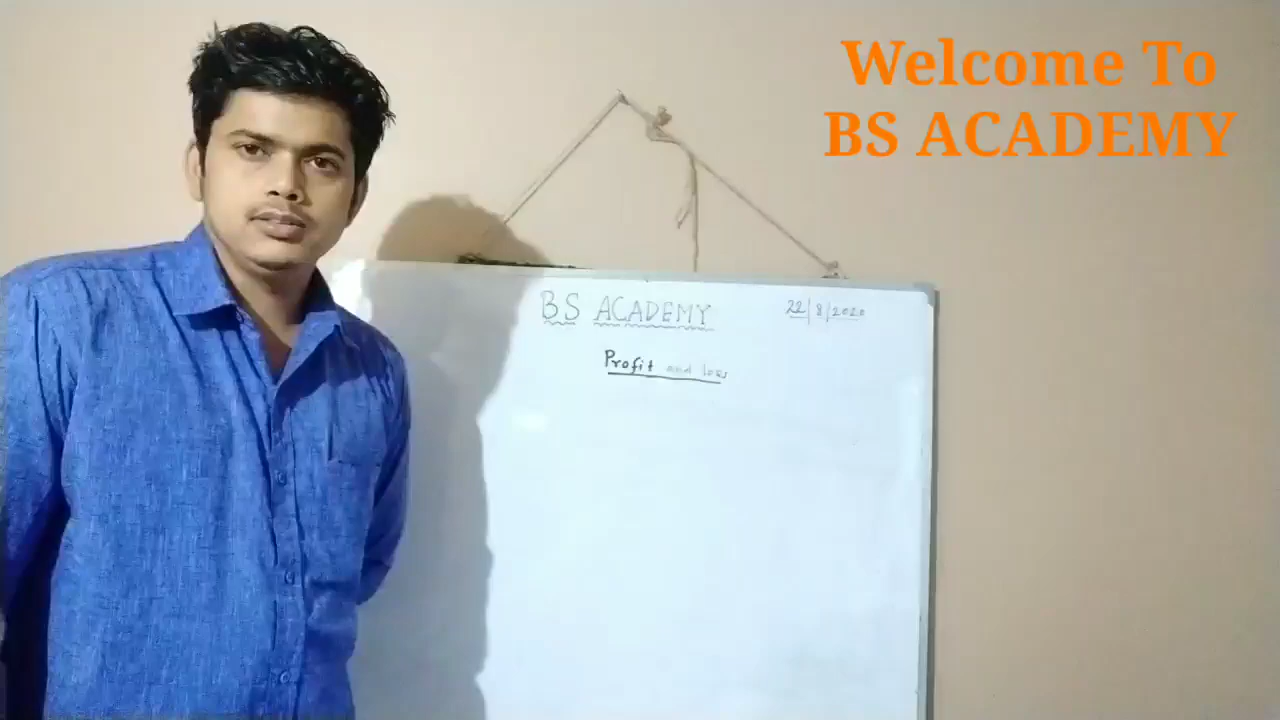 Welcome To
BS ACADEMY
BS ACADEMY
22/8/2020
Profit and loss